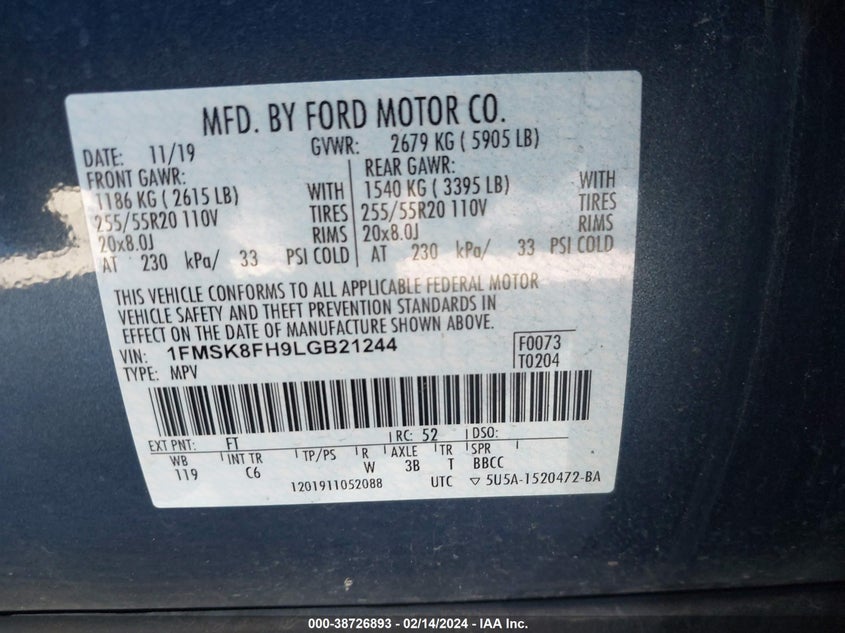 MFD. BY FORD MOTOR CO.
DATE: 11/19 GVWR: 2679 KG ( 5905 LB)
FRONT GAWR: REAR GAWR:
1186 KG ( 2615 LB) WITH 1540 KG ( 3395 LB) WITH
255/55R20 110V TIRES 255/55R20 110V TIRES
20x8.0J RIMS 20x8.0J RIMS
AT 230 kPa/ 33 PSI COLD AT 230 kPa/ 33 PSI COLD
THIS VEHICLE CONFORMS TO ALL APPLICABLE FEDERAL MOTOR
VEHICLE SAFETY AND THEFT PREVENTION STANDARDS IN
EFFECT ON THE DATE OF MANUFACTURE SHOWN ABOVE.
VIN: 1FMSK8FH9LGB21244 F0073
TYPE: MPV T0204
EXT PNT: FT RC: 52 DSO:
WB INT TR TP/PS R AXLE TR SPR
119 C6 W 3B T BBCC
1201911052088 UTC ▽ 5U5A-1520472-BA
000-38726893 - 02/14/2024 - IAA Inc.